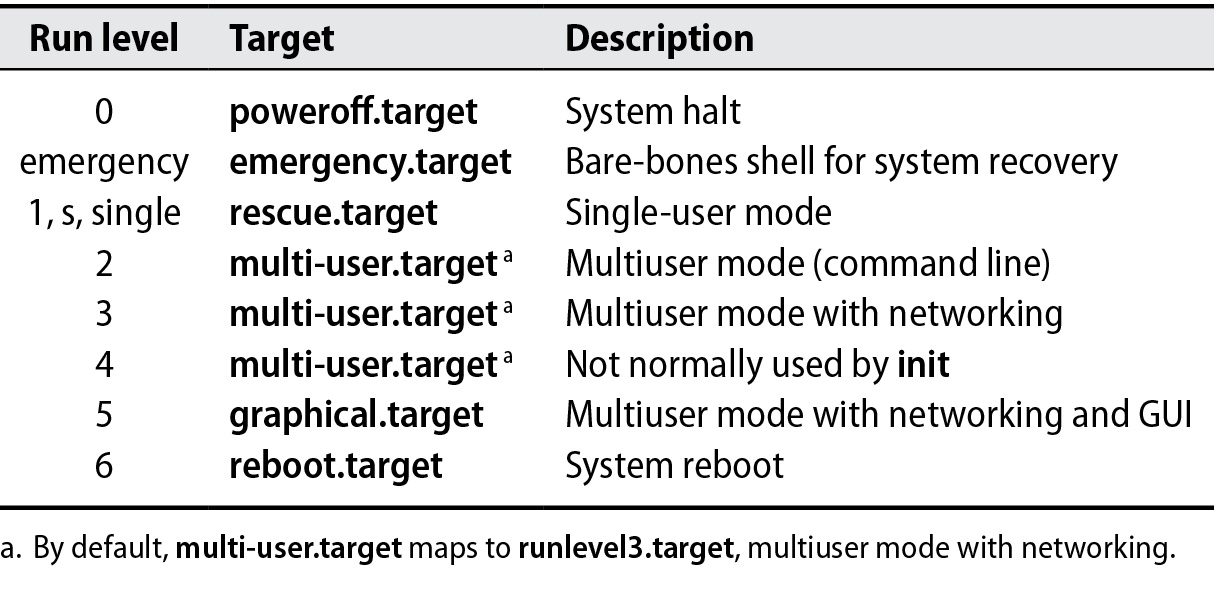 Run level Target Description
0 poweroff.target System halt
emergency emergency.target Bare-bones shell for system recovery
1, s, single rescue.target Single-user mode
2 multi-user.target a Multiuser mode (command line)
3 multi-user.target a Multiuser mode with networking
4 multi-user.target a Not normally used by init
5 graphical.target Multiuser mode with networking and GUI
6 reboot.target System reboot
a. By default, multi-user.target maps to runlevel3.target, multiuser mode with networking.